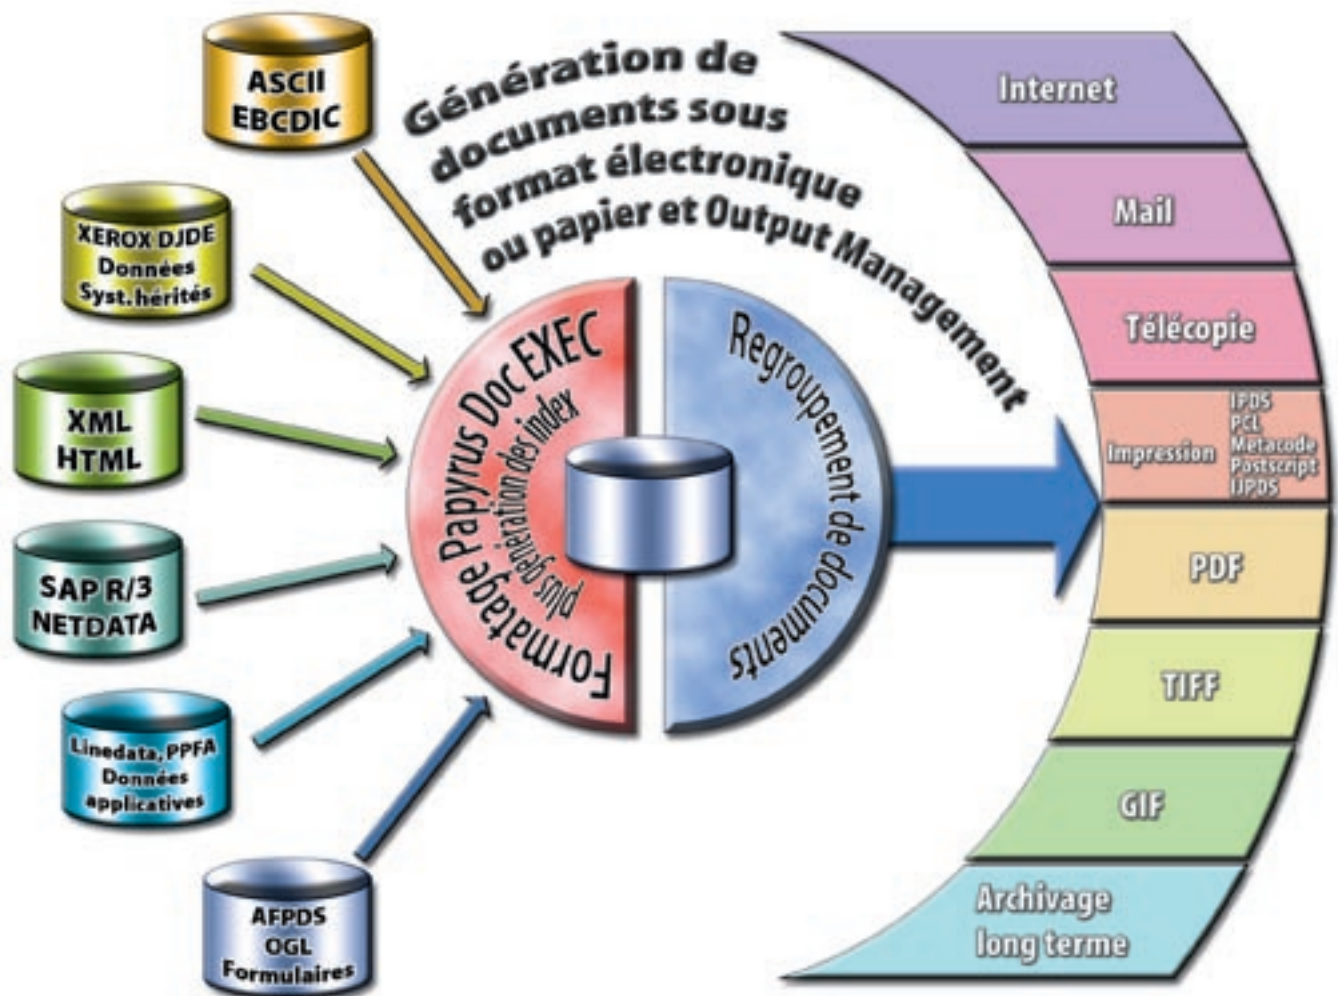 ASCII
EBCDIC
XEROX DJDE
Données
Syst. hérités
XML
HTML
SAP R/3
NETDATA
Linedata, PPFA
Données
applicatives
AFPDS
OGL
Formulaires
Génération de
documents sous
format électronique
ou papier et Output Management
Formatage Papyrus Doc EXEC
plus génération des index
Regroupement de documents
Internet
Mail
Télécopie
Impression
IPDS
PCL
Metacode
Postscript
IJPDS
PDF
TIFF
GIF
Archivage
long terme